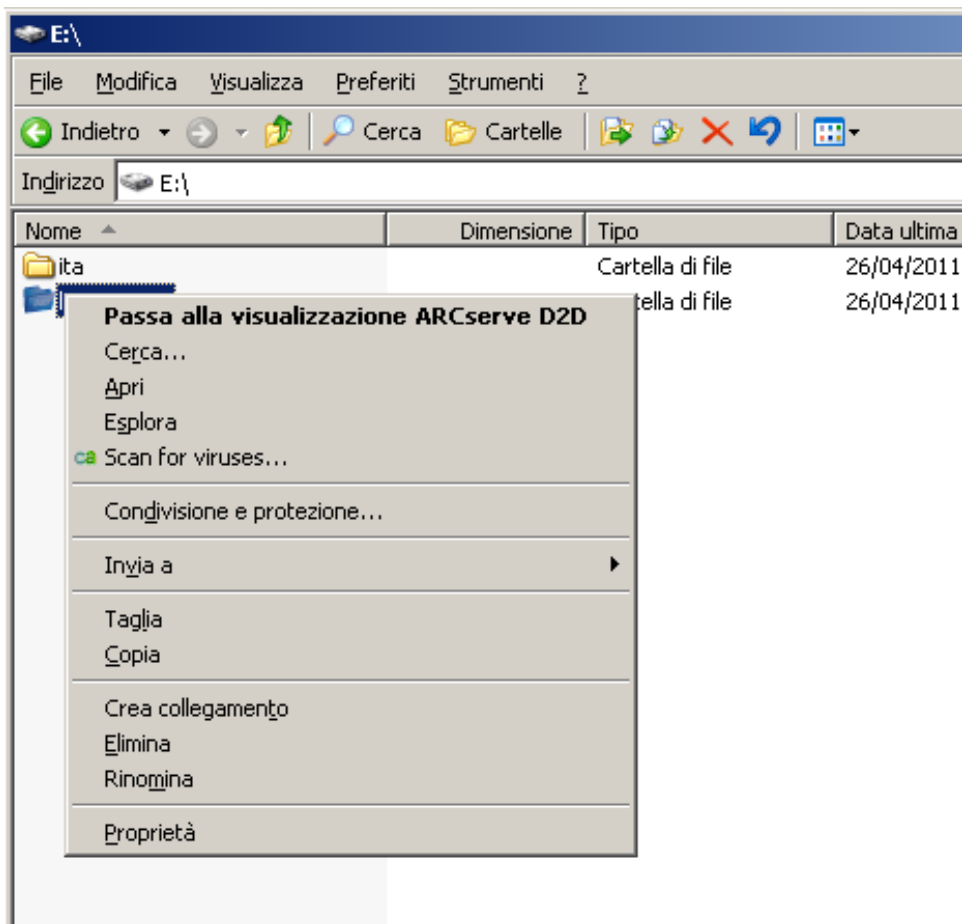 E:\
File Modifica Visualizza Preferiti Strumenti ?
Indietro Cerca Cartelle
Indirizzo E:\
Nome Dimensione Tipo Data ultima
ita Cartella di file 26/04/2011
di file 26/04/2011
Passa alla visualizzazione ARCserve D2D
Cerca...
Apri
Esplora
ca Scan for viruses...
Condivisione e protezione...
Invia a
Taglia
Copia
Crea collegamento
Elimina
Rinomina
Proprietà